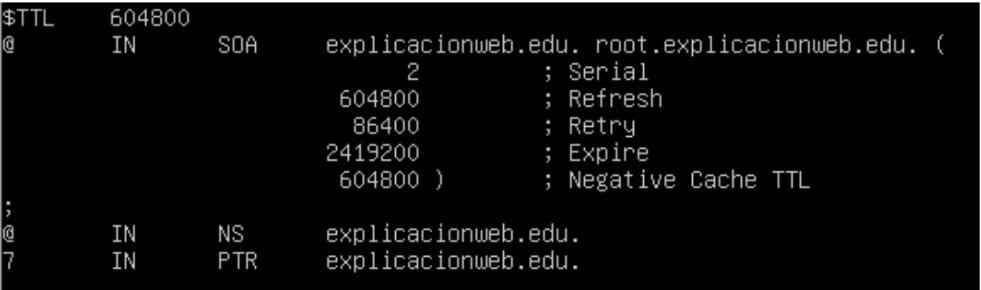 $TTL 604800
@ IN SOA explicacionweb.edu. root.explicacionweb.edu. (
2 ; Serial
604800 ; Refresh
86400 ; Retry
2419200 ; Expire
604800 ) ; Negative Cache TTL
;
@ IN NS explicacionweb.edu.
7 IN PTR explicacionweb.edu.